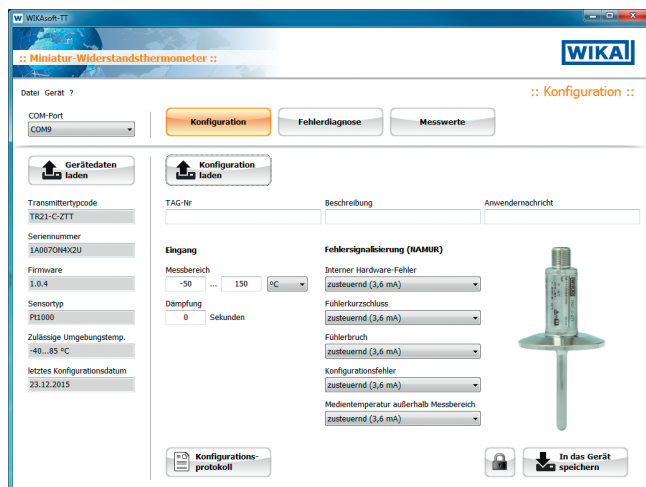 WIKAsoft-TT
:: Miniatur-Widerstandsthermometer ::
WIKA
Datei Gerät ?
:: Konfiguration ::
COM-Port
COM9
Konfiguration
Fehlerdiagnose
Messwerte
Gerätedaten
laden
Konfiguration
laden
Transmittertypcode
TR21-C-ZTT
Seriennummer
1A007ON4X2U
Firmware
1.0.4
Sensortyp
Pt1000
Zulässige Umgebungstemp.
-40...85 °C
letztes Konfigurationsdatum
23.12.2015
TAG-Nr
Beschreibung
Anwendernachricht
Eingang
Messbereich
-50 ... 150 °C
Dämpfung
0 Sekunden
Fehlersignalisierung (NAMUR)
Interner Hardware-Fehler
zusteuernd (3,6 mA)
Fühlerkurzschluss
zusteuernd (3,6 mA)
Fühlerbruch
zusteuernd (3,6 mA)
Konfigurationsfehler
zusteuernd (3,6 mA)
Medientemperatur außerhalb Messbereich
zusteuernd (3,6 mA)
Konfigurations-
protokoll
In das Gerät
speichern